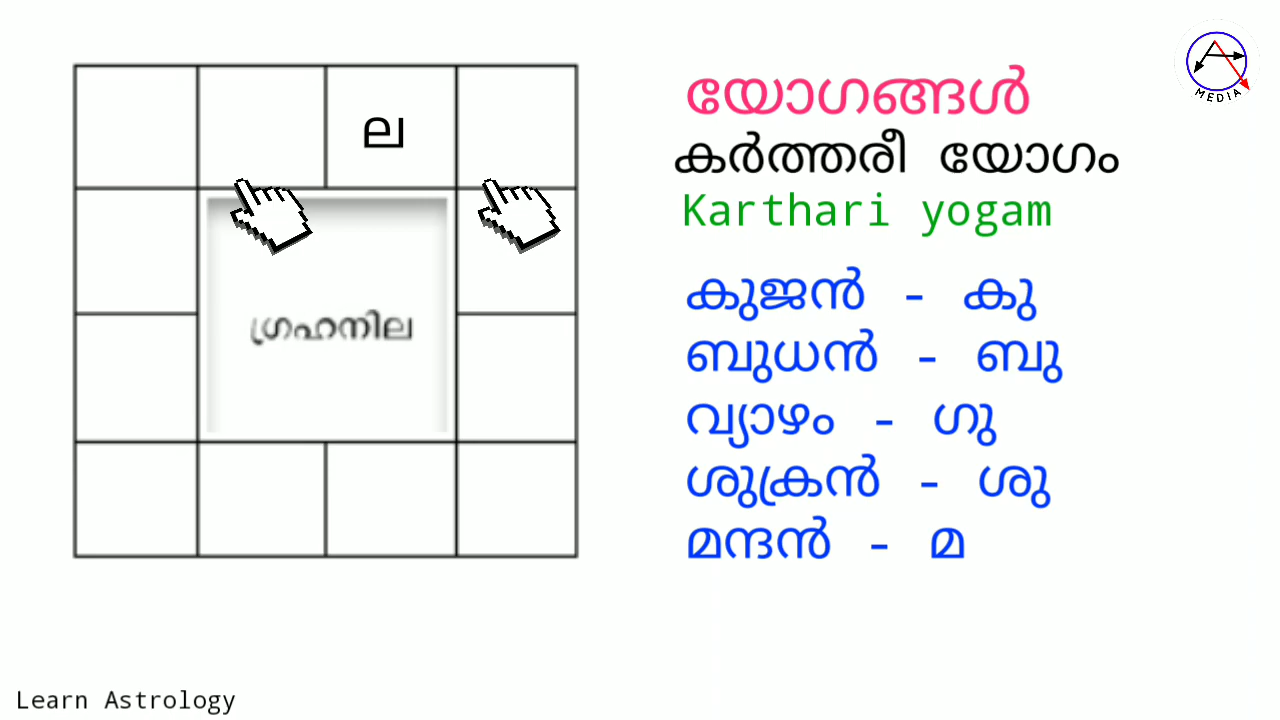 യോഗങ്ങൾ
കർത്തരീ യോഗം
Karthari yogam
ല
ഗ്രഹനില
കുജൻ - കു
ബുധൻ - ബു
വ്യാഴം - ഗു
ശുക്രൻ - ശു
മന്ദൻ - മ
MEDIA
Learn Astrology